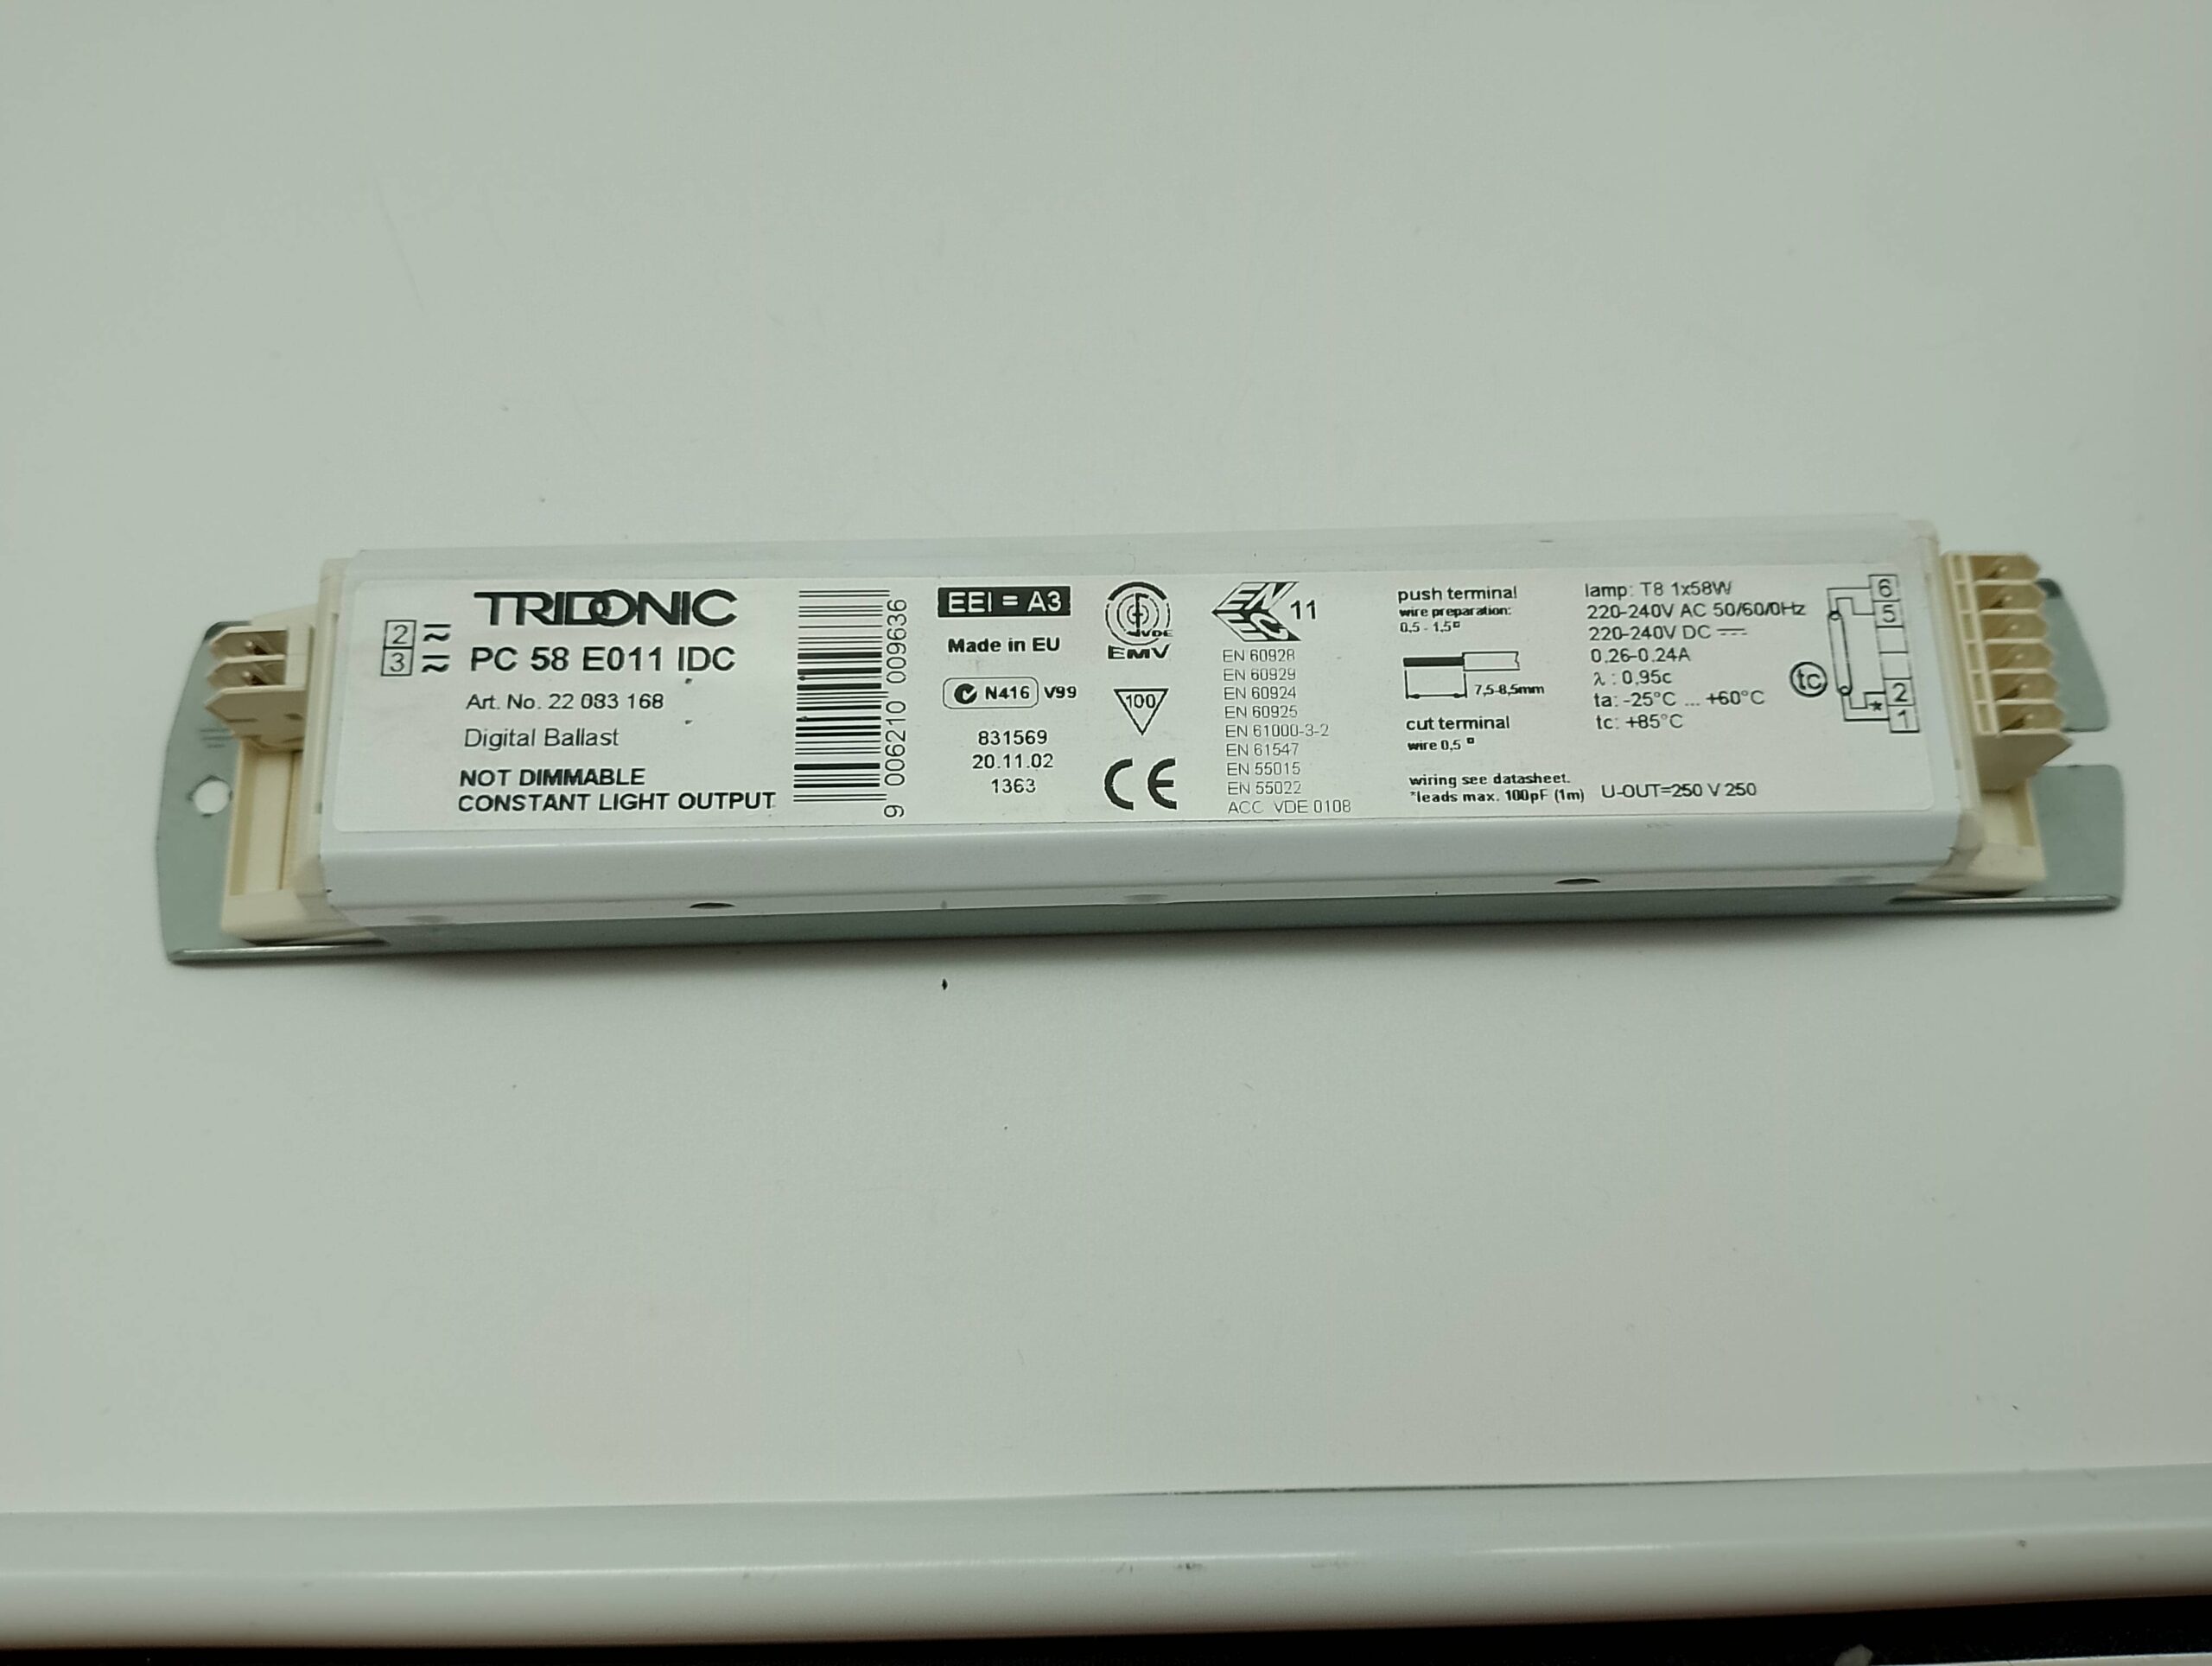 2
3
TRIDONIC
PC 58 E011 IDC
Art. No. 22 083 168
Digital Ballast
NOT DIMMABLE
CONSTANT LIGHT OUTPUT
9 006210 009636
EEI = A3
Made in EU
N416 V99
831569
20.11.02
1363
VDE
EMV
100
CE
ENEC 11
EN 60928
EN 60929
EN 60924
EN 60925
EN 61000-3-2
EN 61547
EN 55015
EN 55022
ACC. VDE 0108
push terminal
wire preparation:
0,5 - 1,5□
7,5-8,5mm
cut terminal
wire 0,5 □
wiring see datasheet.
*leads max. 100pF (1m)
lamp: T8 1x58W
220-240V AC 50/60/0Hz
220-240V DC ⎓
0,26-0,24A
λ : 0,95c
ta: -25°C ... +60°C
tc: +85°C
U-OUT=250 V 250
tc
6
5
2
*
1